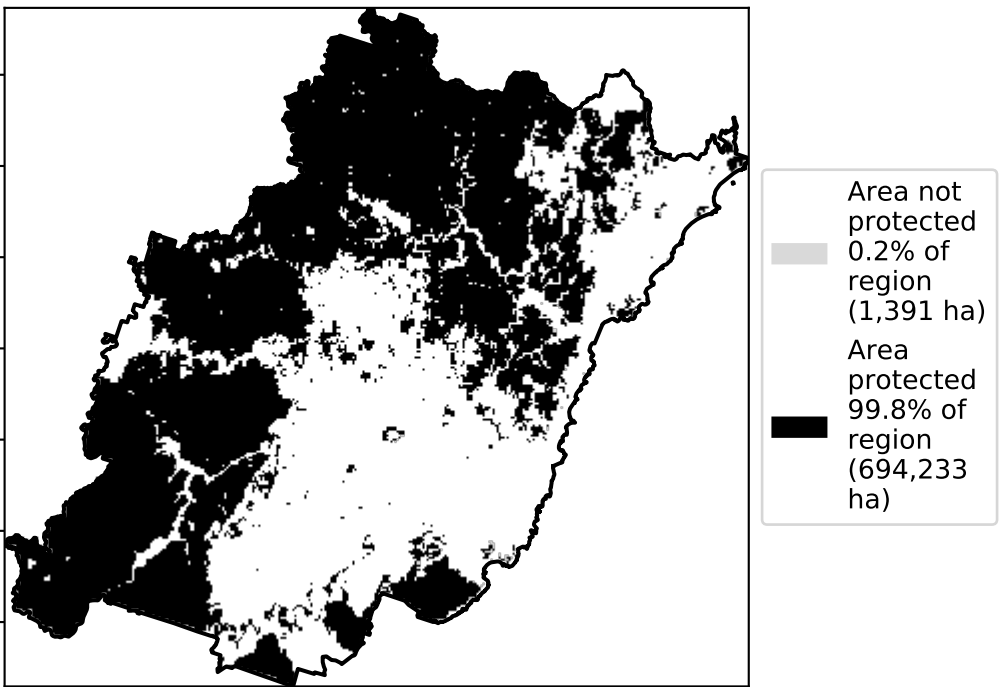 Area not
protected
0.2% of
region
(1,391 ha)
Area
protected
99.8% of
region
(694,233
ha)